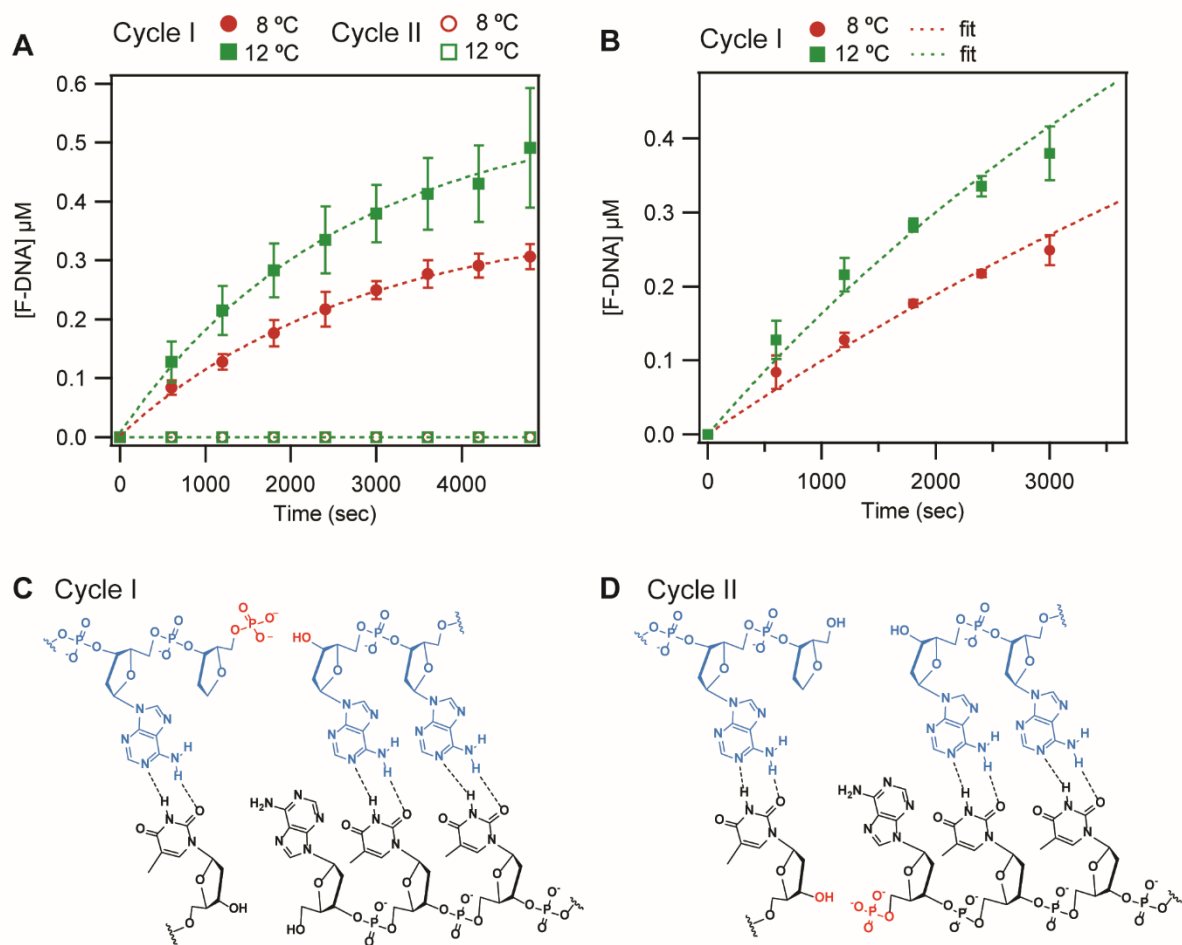 A
Cycle I 8 ºC 12 ºC Cycle II 8 ºC 12 ºC
[F-DNA] µM
0.6
0.5
0.4
0.3
0.2
0.1
0.0
0 1000 2000 3000 4000
Time (sec)
B
Cycle I 8 ºC fit
12 ºC fit
[F-DNA] µM
0.4
0.3
0.2
0.1
0.0
0 1000 2000 3000
Time (sec)
C Cycle I
D Cycle II